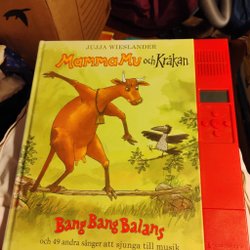 JUJJA WIESLANDER
Mamma Mu och Kråkan
Bang Bang Balans
och 49 andra sånger att sjunga till musik